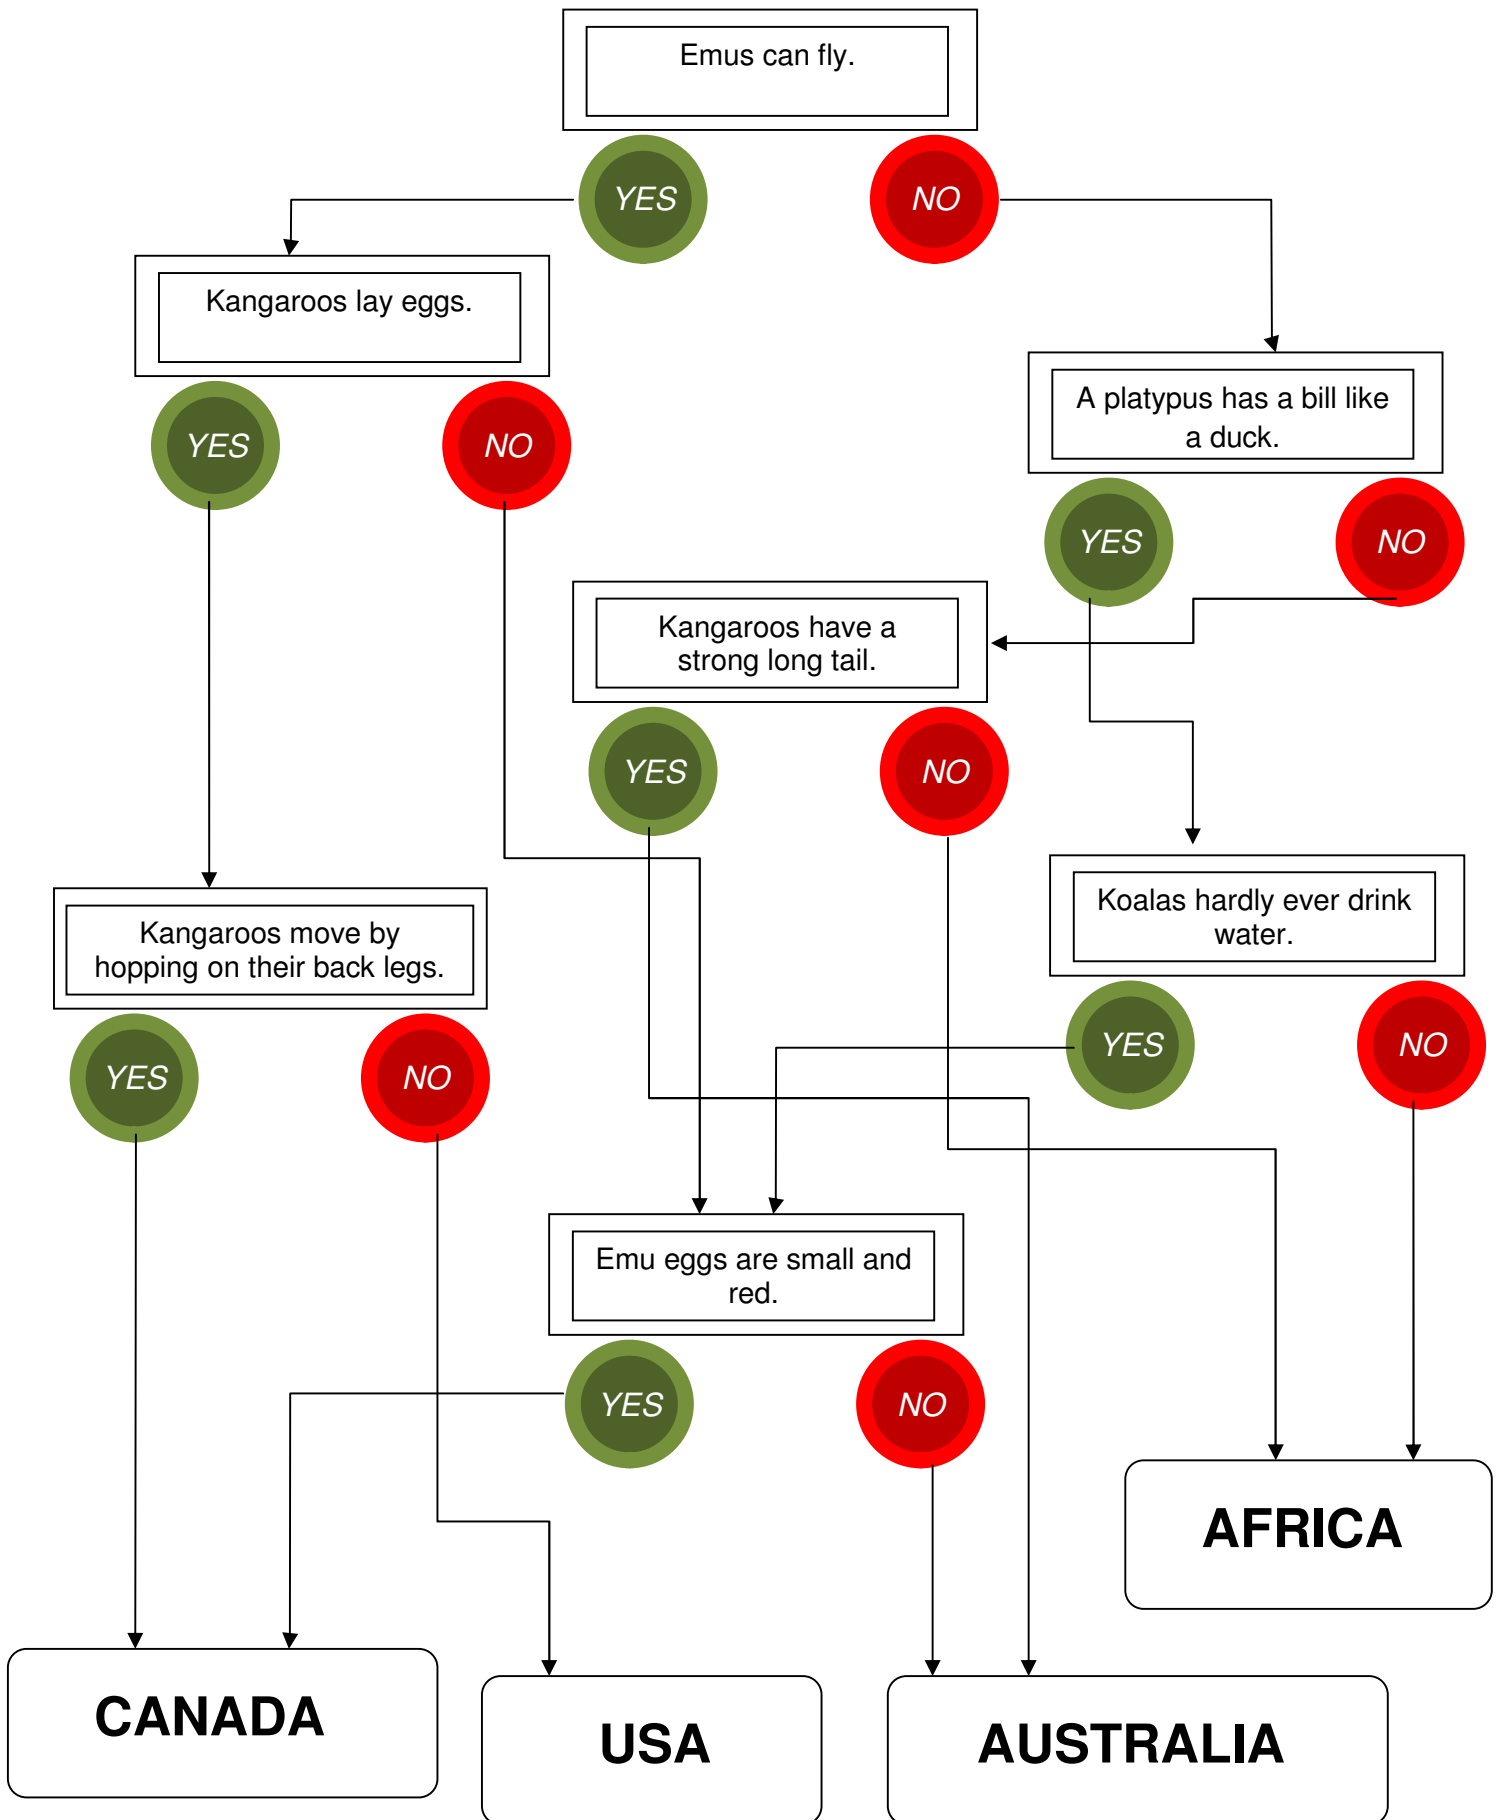 Emus can fly.
YES
NO
Kangaroos lay eggs.
YES
NO
A platypus has a bill like
a duck.
YES
NO
Kangaroos have a
strong long tail.
YES
NO
Koalas hardly ever drink
water.
YES
NO
Kangaroos move by
hopping on their back legs.
YES
NO
Emu eggs are small and
red.
YES
NO
AFRICA
CANADA
USA
AUSTRALIA